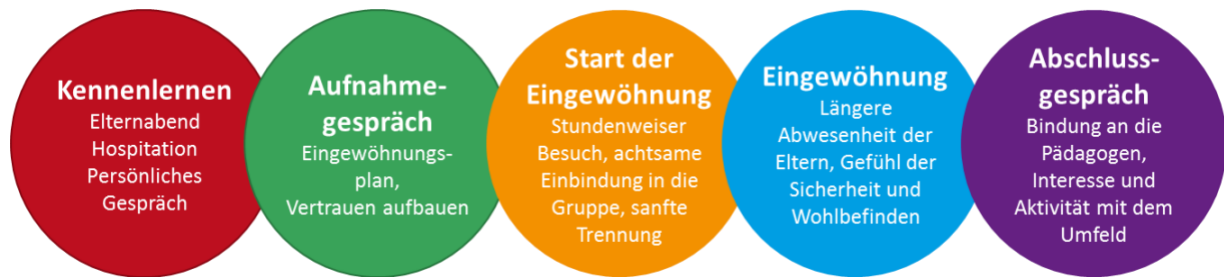 Kennenlernen
Elternabend
Hospitation
Persönliches
Gespräch
Aufnahme-
gespräch
Eingewöhnungs-
plan,
Vertrauen aufbauen
Start der
Eingewöhnung
Stundenweiser
Besuch, achtsame
Einbindung in die
Gruppe, sanfte
Trennung
Eingewöhnung
Längere
Abwesenheit der
Eltern, Gefühl der
Sicherheit und
Wohlbefinden
Abschluss-
gespräch
Bindung an die
Pädagogen,
Interesse und
Aktivität mit dem
Umfeld